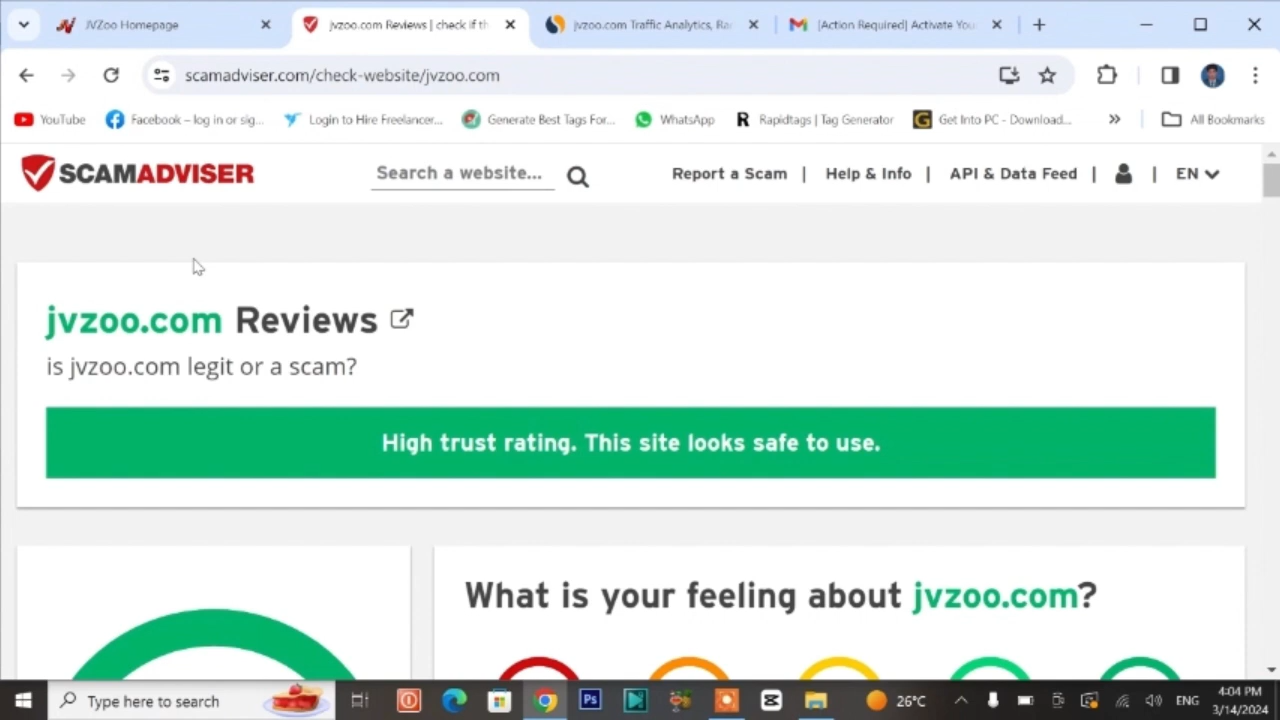 JVZoo Homepage
jvzoo.com Reviews | check if th
jvzoo.com Traffic Analytics, Ra
[Action Required] Activate You
scamadviser.com/check-website/jvzoo.com
YouTube
Facebook – log in or sig...
Login to Hire Freelancer...
Generate Best Tags For...
WhatsApp
Rapidtags | Tag Generator
Get Into PC - Download...
All Bookmarks
SCAMADVISER
Search a website...
Report a Scam | Help & Info | API & Data Feed | | EN
jvzoo.com Reviews
is jvzoo.com legit or a scam?
High trust rating. This site looks safe to use.
What is your feeling about jvzoo.com?
Type here to search
Ps
26°C
ENG
4:04 PM
3/14/2024